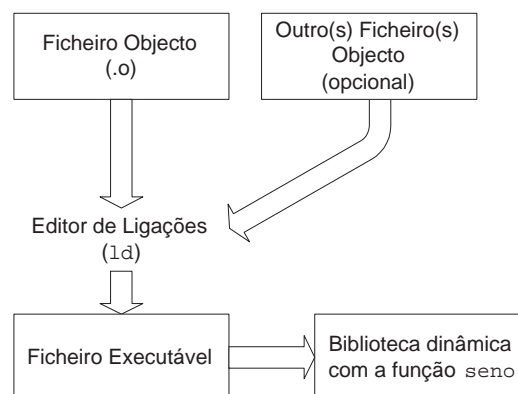 Ficheiro Objecto
(.o)
Outro(s) Ficheiro(s)
Objecto
(opcional)
Editor de Ligações
(ld)
Ficheiro Executável
Biblioteca dinâmica
com a função seno